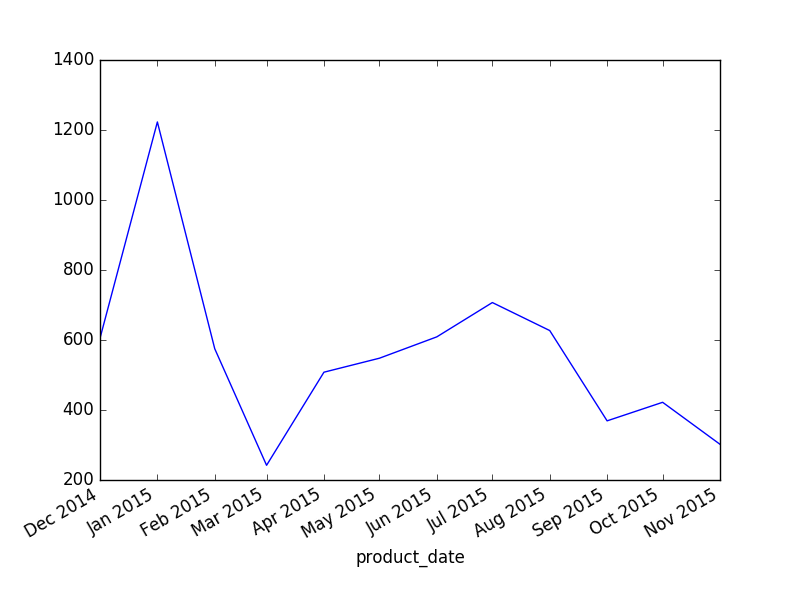 1400
1200
1000
800
600
400
200
Dec 2014
Jan 2015
Feb 2015
Mar 2015
Apr 2015
May 2015
Jun 2015
Jul 2015
Aug 2015
Sep 2015
Oct 2015
Nov 2015
product_date